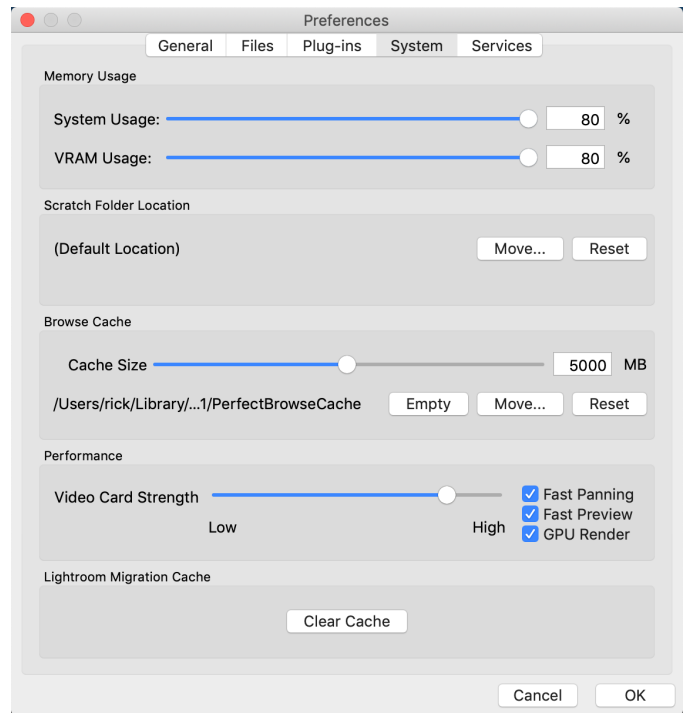 Preferences
General Files Plug-ins System Services
Memory Usage
System Usage: 80 %
VRAM Usage: 80 %
Scratch Folder Location
(Default Location) Move... Reset
Browse Cache
Cache Size 5000 MB
/Users/rick/Library/...1/PerfectBrowseCache Empty Move... Reset
Performance
Video Card Strength Fast Panning
Fast Preview
Low High GPU Render
Lightroom Migration Cache
Clear Cache
Cancel OK